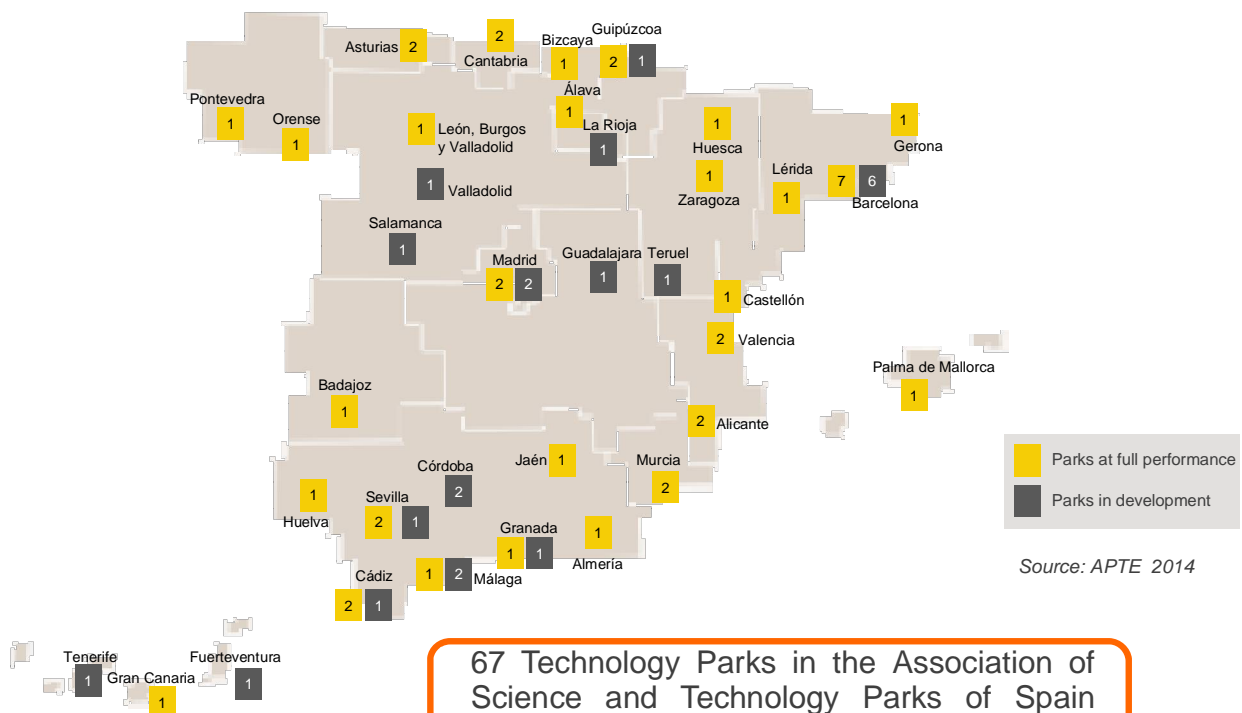 Guipúzcoa
Bizcaya
Asturias 2
2
Cantabria
1
2 1
Álava
1
Pontevedra
1
Orense
1
1 León, Burgos
y Valladolid
La Rioja
1
1
Huesca
1
Gerona
1 Valladolid
1
Zaragoza
Lérida
1
7 6
Barcelona
Salamanca
1
Madrid
2 2
Guadalajara
1
Teruel
1
1
Castellón
2 Valencia
Palma de Mallorca
1
Badajoz
1
2 Alicante
Parks at full performance
Parks in development
Jaén 1
Murcia
2
Córdoba
2
1
Huelva
Sevilla
2 1
Granada
1 1
1
Almería
Source: APTE 2014
Cádiz
2 1
1 2 Málaga
Tenerife
1
Gran Canaria
1
Fuerteventura
1
67 Technology Parks in the Association of
Science and Technology Parks of Spain